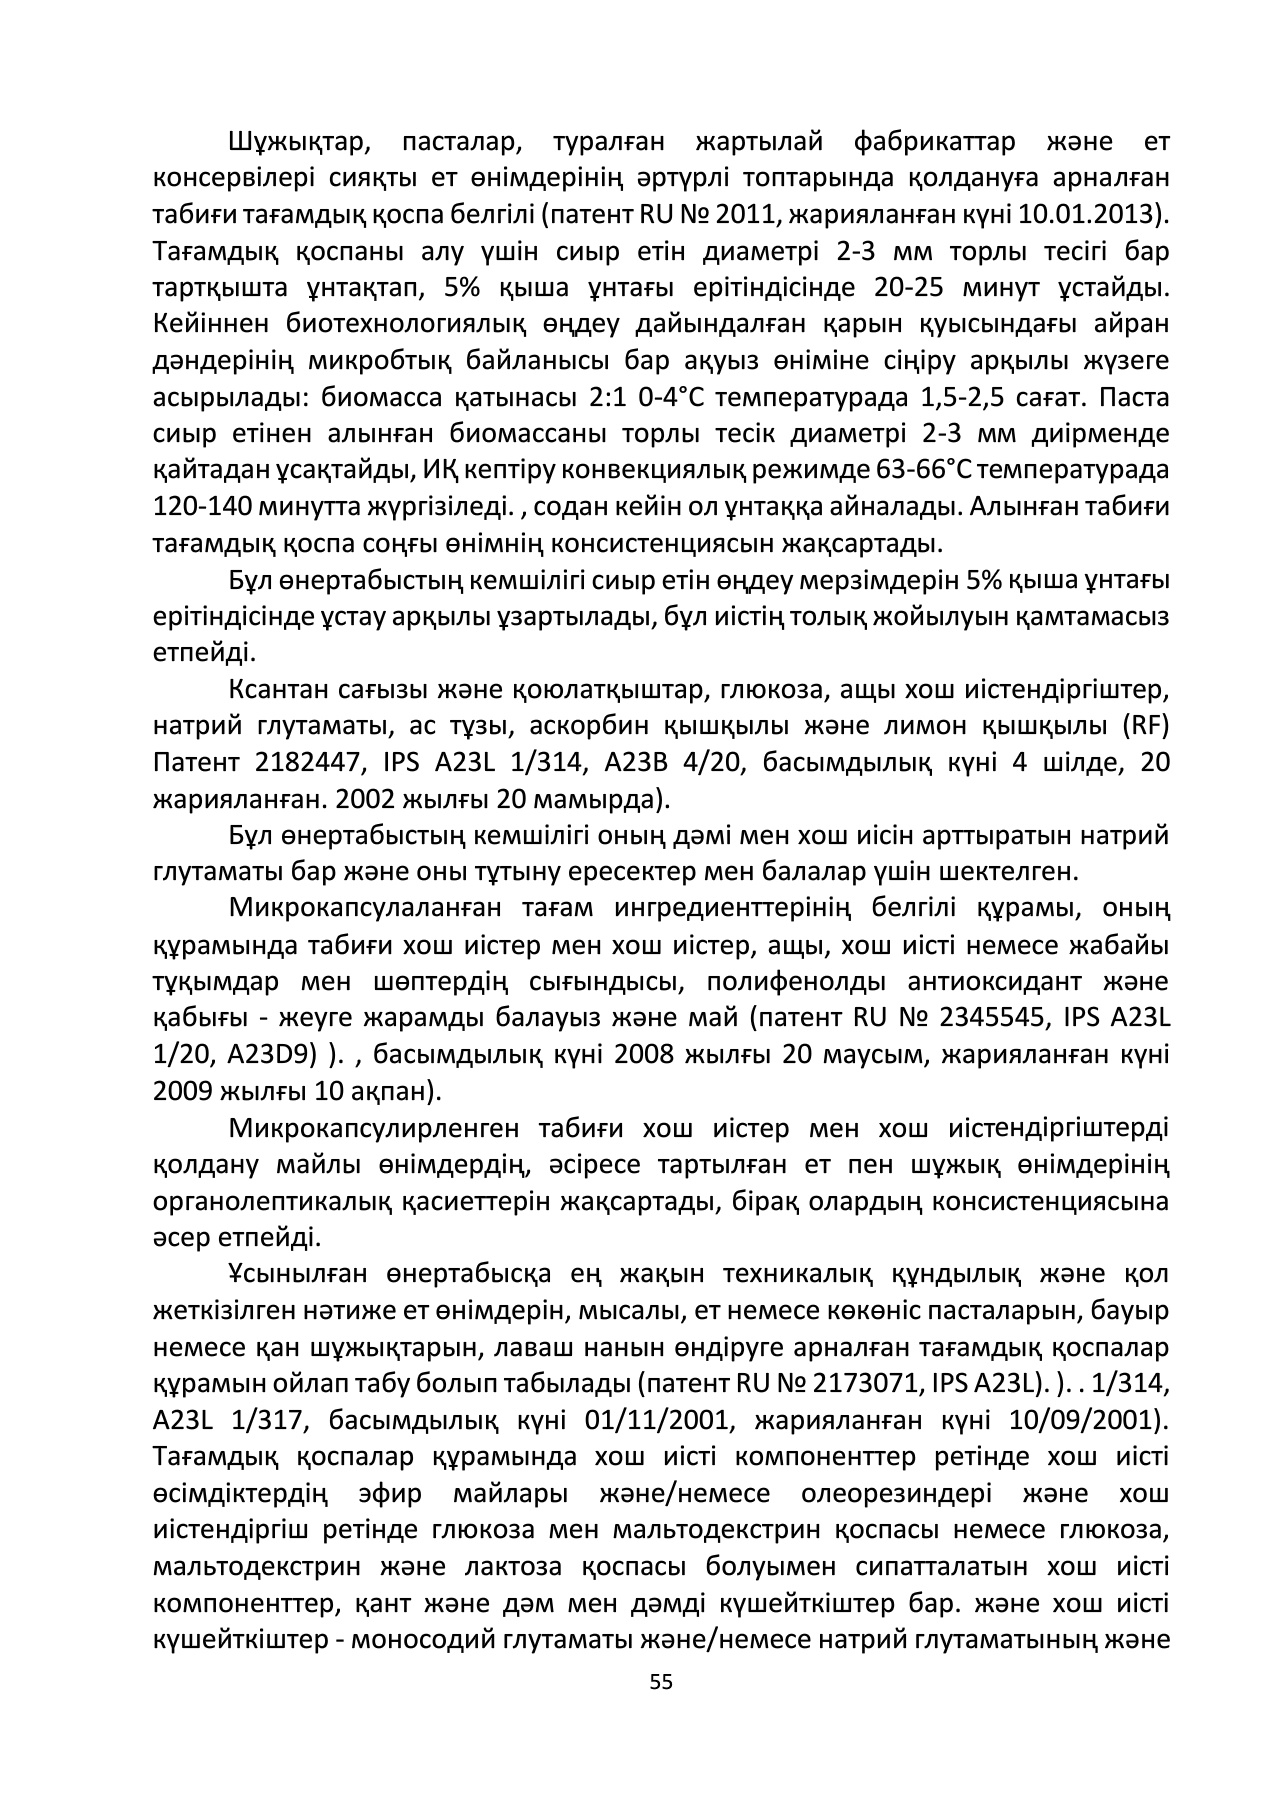 Шұжықтар, пасталар, туралған жартылай фабрикаттар және ет
консервілері сияқты ет өнімдерінің әртүрлі топтарында қолдануға арналған
табиғи тағамдық қоспа белгілі (патент RU № 2011, жарияланған күні 10.01.2013).
Тағамдық қоспаны алу үшін сиыр етін диаметрі 2-3 мм торлы тесігі бар
тартқышта ұнтақтап, 5% қыша ұнтағы ерітіндісінде 20-25 минут ұстайды.
Кейіннен биотехнологиялық өңдеу дайындалған қарын қуысындағы айран
дәндерінің микробтық байланысы бар ақуыз өніміне сіңіру арқылы жүзеге
асырылады: биомасса қатынасы 2:1 0-4°C температурада 1,5-2,5 сағат. Паста
сиыр етінен алынған биомассаны торлы тесік диаметрі 2-3 мм диірменде
қайтадан ұсақтайды, ИҚ кептіру конвекциялық режимде 63-66°C температурада
120-140 минутта жүргізіледі. , содан кейін ол ұнтаққа айналады. Алынған табиғи
тағамдық қоспа соңғы өнімнің консистенциясын жақсартады.
Бұл өнертабыстың кемшілігі сиыр етін өңдеу мерзімдерін 5% қыша ұнтағы
ерітіндісінде ұстау арқылы ұзартылады, бұл иістің толық жойылуын қамтамасыз
етпейді.
Ксантан сағызы және қоюлатқыштар, глюкоза, ащы хош иістендіргіштер,
натрий глутаматы, ас тұзы, аскорбин қышқылы және лимон қышқылы (RF)
Патент 2182447, IPS A23L 1/314, A23B 4/20, басымдылық күні 4 шілде, 20
жарияланған. 2002 жылғы 20 мамырда).
Бұл өнертабыстың кемшілігі оның дәмі мен хош иісін арттыратын натрий
глутаматы бар және оны тұтыну ересектер мен балалар үшін шектелген.
Микрокапсулаланған тағам ингредиенттерінің белгілі құрамы, оның
құрамында табиғи хош иістер мен хош иістер, ащы, хош иісті немесе жабайы
тұқымдар мен шөптердің сығындысы, полифенолды антиоксидант және
қабығы - жеуге жарамды балауыз және май (патент RU № 2345545, IPS A23L
1/20, A23D9) ). , басымдылық күні 2008 жылғы 20 маусым, жарияланған күні
2009 жылғы 10 ақпан).
Микрокапсулирленген табиғи хош иістер мен хош иістендіргіштерді
қолдану майлы өнімдердің, әсіресе тартылған ет пен шұжық өнімдерінің
органолептикалық қасиеттерін жақсартады, бірақ олардың консистенциясына
әсер етпейді.
Ұсынылған өнертабысқа ең жақын техникалық құндылық және қол
жеткізілген нәтиже ет өнімдерін, мысалы, ет немесе көкөніс пасталарын, бауыр
немесе қан шұжықтарын, лаваш нанын өндіруге арналған тағамдық қоспалар
құрамын ойлап табу болып табылады (патент RU № 2173071, IPS A23L). ). . 1/314,
A23L 1/317, басымдылық күні 01/11/2001, жарияланған күні 10/09/2001).
Тағамдық қоспалар құрамында хош иісті компоненттер ретінде хош иісті
өсімдіктердің эфир майлары және/немесе олеорезиндері және хош
иістендіргіш ретінде глюкоза мен мальтодекстрин қоспасы немесе глюкоза,
мальтодекстрин және лактоза қоспасы болуымен сипатталатын хош иісті
компоненттер, қант және дәм мен дәмді күшейткіштер бар. және хош иісті
күшейткіштер - моносодий глутаматы және/немесе натрий глутаматының және
55